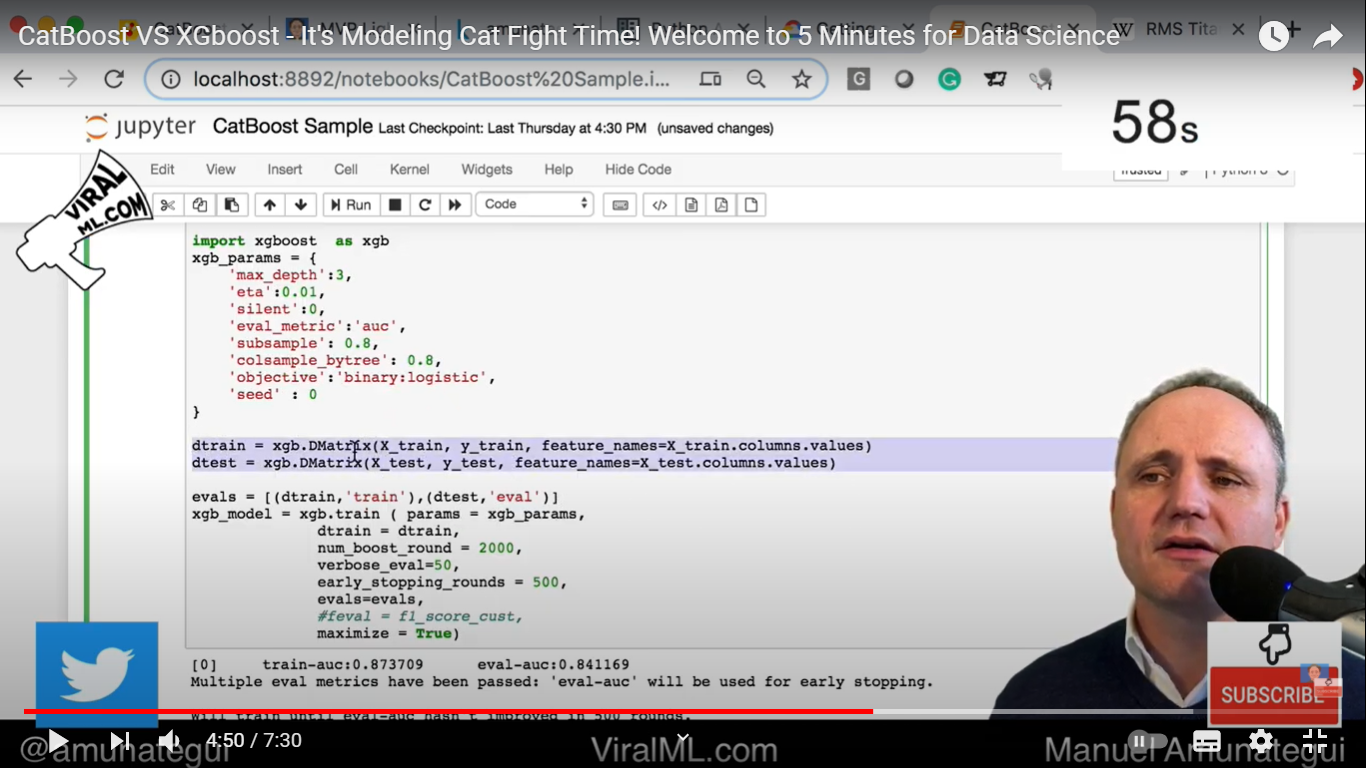 CatBoost VS XGboost - It's Modeling Cat Fight Time! Welcome to 5 Minutes for Data Science
RMS Tita
localhost:8892/notebooks/CatBoost%20Sample.i...
58s
jupyter CatBoost Sample Last Checkpoint: Last Thursday at 4:30 PM (unsaved changes)
Edit View Insert Cell Kernel Widgets Help Hide Code
Trusted
VIRAL
ML.COM
Run Code
import xgboost as xgb
xgb_params = {
'max_depth':3,
'eta':0.01,
'silent':0,
'eval_metric':'auc',
'subsample': 0.8,
'colsample_bytree': 0.8,
'objective':'binary:logistic',
'seed' : 0
}
dtrain = xgb.DMatrix(X_train, y_train, feature_names=X_train.columns.values)
dtest = xgb.DMatrix(X_test, y_test, feature_names=X_test.columns.values)
evals = [(dtrain,'train'),(dtest,'eval')]
xgb_model = xgb.train ( params = xgb_params,
dtrain = dtrain,
num_boost_round = 2000,
verbose_eval=50,
early_stopping_rounds = 500,
evals=evals,
#feval = f1_score_cust,
maximize = True)
[0] train-auc:0.873709 eval-auc:0.841169
Multiple eval metrics have been passed: 'eval-auc' will be used for early stopping.
Will train until eval-auc hasn't improved in 500 rounds.
SUBSCRIBE
4:50 / 7:30
@amunategui ViralML.com Manuel Amunategui